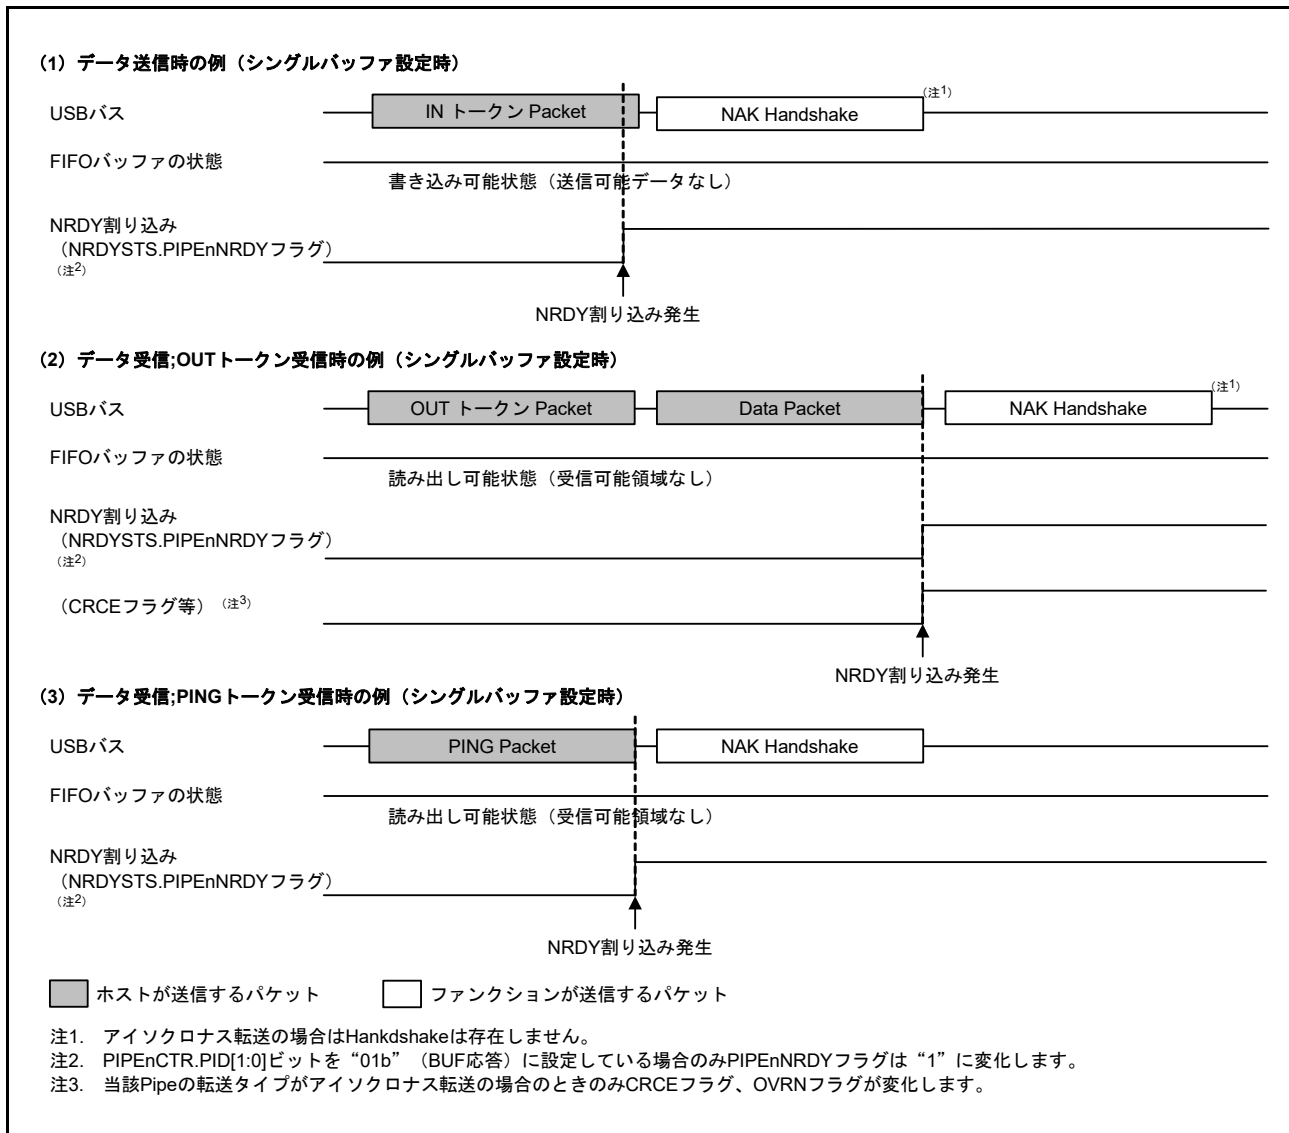 （1）データ送信時の例（シングルバッファ設定時）
USBバス
IN トークン Packet
NAK Handshake
（注1）
FIFOバッファの状態
書き込み可能状態（送信可能データなし）
NRDY割り込み
（NRDYSTS.PIPEnNRDYフラグ）
（注2）
NRDY割り込み発生
（2）データ受信;OUTトークン受信時の例（シングルバッファ設定時）
USBバス
OUT トークン Packet
Data Packet
NAK Handshake
（注1）
FIFOバッファの状態
読み出し可能状態（受信可能領域なし）
NRDY割り込み
（NRDYSTS.PIPEnNRDYフラグ）
（注2）
（CRCEフラグ等）（注3）
NRDY割り込み発生
（3）データ受信;PINGトークン受信時の例（シングルバッファ設定時）
USBバス
PING Packet
NAK Handshake
FIFOバッファの状態
読み出し可能状態（受信可能領域なし）
NRDY割り込み
（NRDYSTS.PIPEnNRDYフラグ）
（注2）
NRDY割り込み発生
ホストが送信するパケット
ファンクションが送信するパケット
注1. アイソクロナス転送の場合はHankdshakeは存在しません。
注2. PIPEnCTR.PID[1:0]ビットを“01b”（BUF応答）に設定している場合のみPIPEnNRDYフラグは“1”に変化します。
注3. 当該Pipeの転送タイプがアイソクロナス転送の場合のときのみCRCEフラグ、OVRNフラグが変化します。